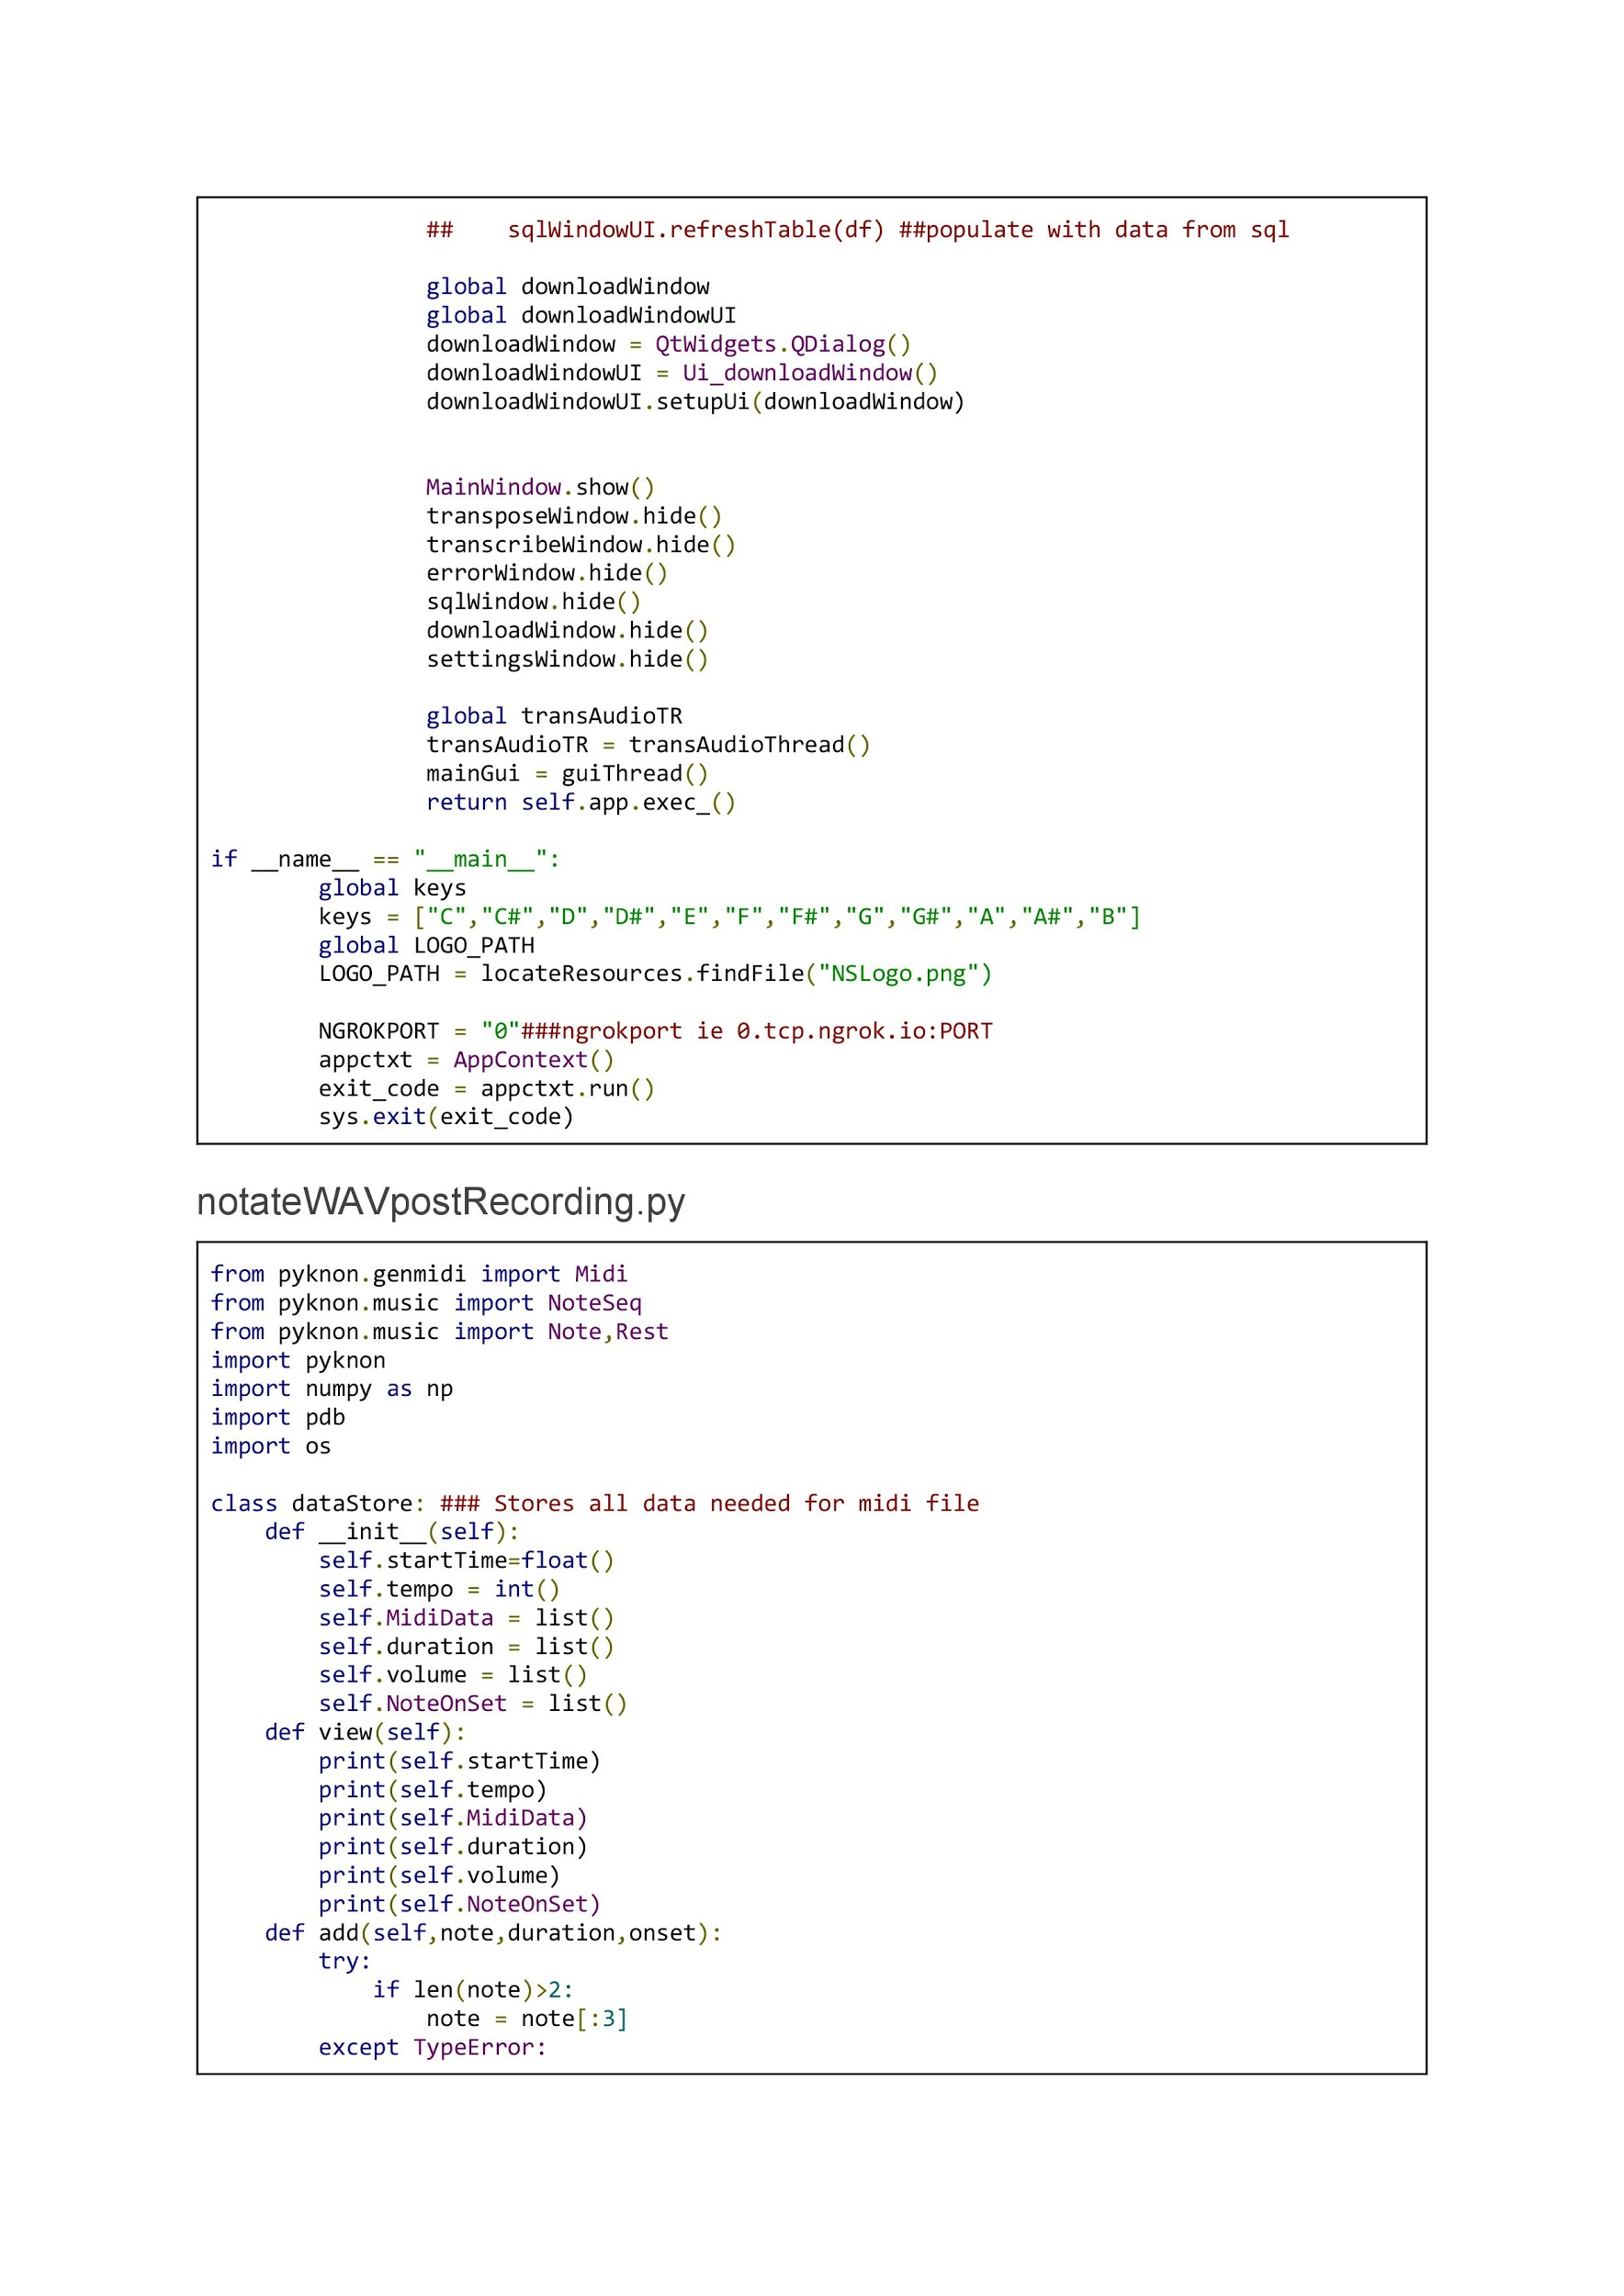 ##    sqlWindowUI.refreshTable(df) ##populate with data from sql
global downloadWindow
global downloadWindowUI
downloadWindow = QtWidgets.QDialog()
downloadWindowUI = Ui_downloadWindow()
downloadWindowUI.setupUi(downloadWindow)
MainWindow.show()
transposeWindow.hide()
transcribeWindow.hide()
errorWindow.hide()
sqlWindow.hide()
downloadWindow.hide()
settingsWindow.hide()
global transAudioTR
transAudioTR = transAudioThread()
mainGui = guiThread()
return self.app.exec_()
if __name__ == "__main__":
global keys
keys = ["C","C#","D","D#","E","F","F#","G","G#","A","A#","B"]
global LOGO_PATH
LOGO_PATH = locateResources.findFile("NSLogo.png")
NGROKPORT = "0"###ngrokport ie 0.tcp.ngrok.io:PORT
appctxt = AppContext()
exit_code = appctxt.run()
sys.exit(exit_code)
notateWAVpostRecording.py
from pyknon.genmidi import Midi
from pyknon.music import NoteSeq
from pyknon.music import Note,Rest
import pyknon
import numpy as np
import pdb
import os
class dataStore: ### Stores all data needed for midi file
def __init__(self):
self.startTime=float()
self.tempo = int()
self.MidiData = list()
self.duration = list()
self.volume = list()
self.NoteOnSet = list()
def view(self):
print(self.startTime)
print(self.tempo)
print(self.MidiData)
print(self.duration)
print(self.volume)
print(self.NoteOnSet)
def add(self,note,duration,onset):
try:
if len(note)>2:
note = note[:3]
except TypeError: